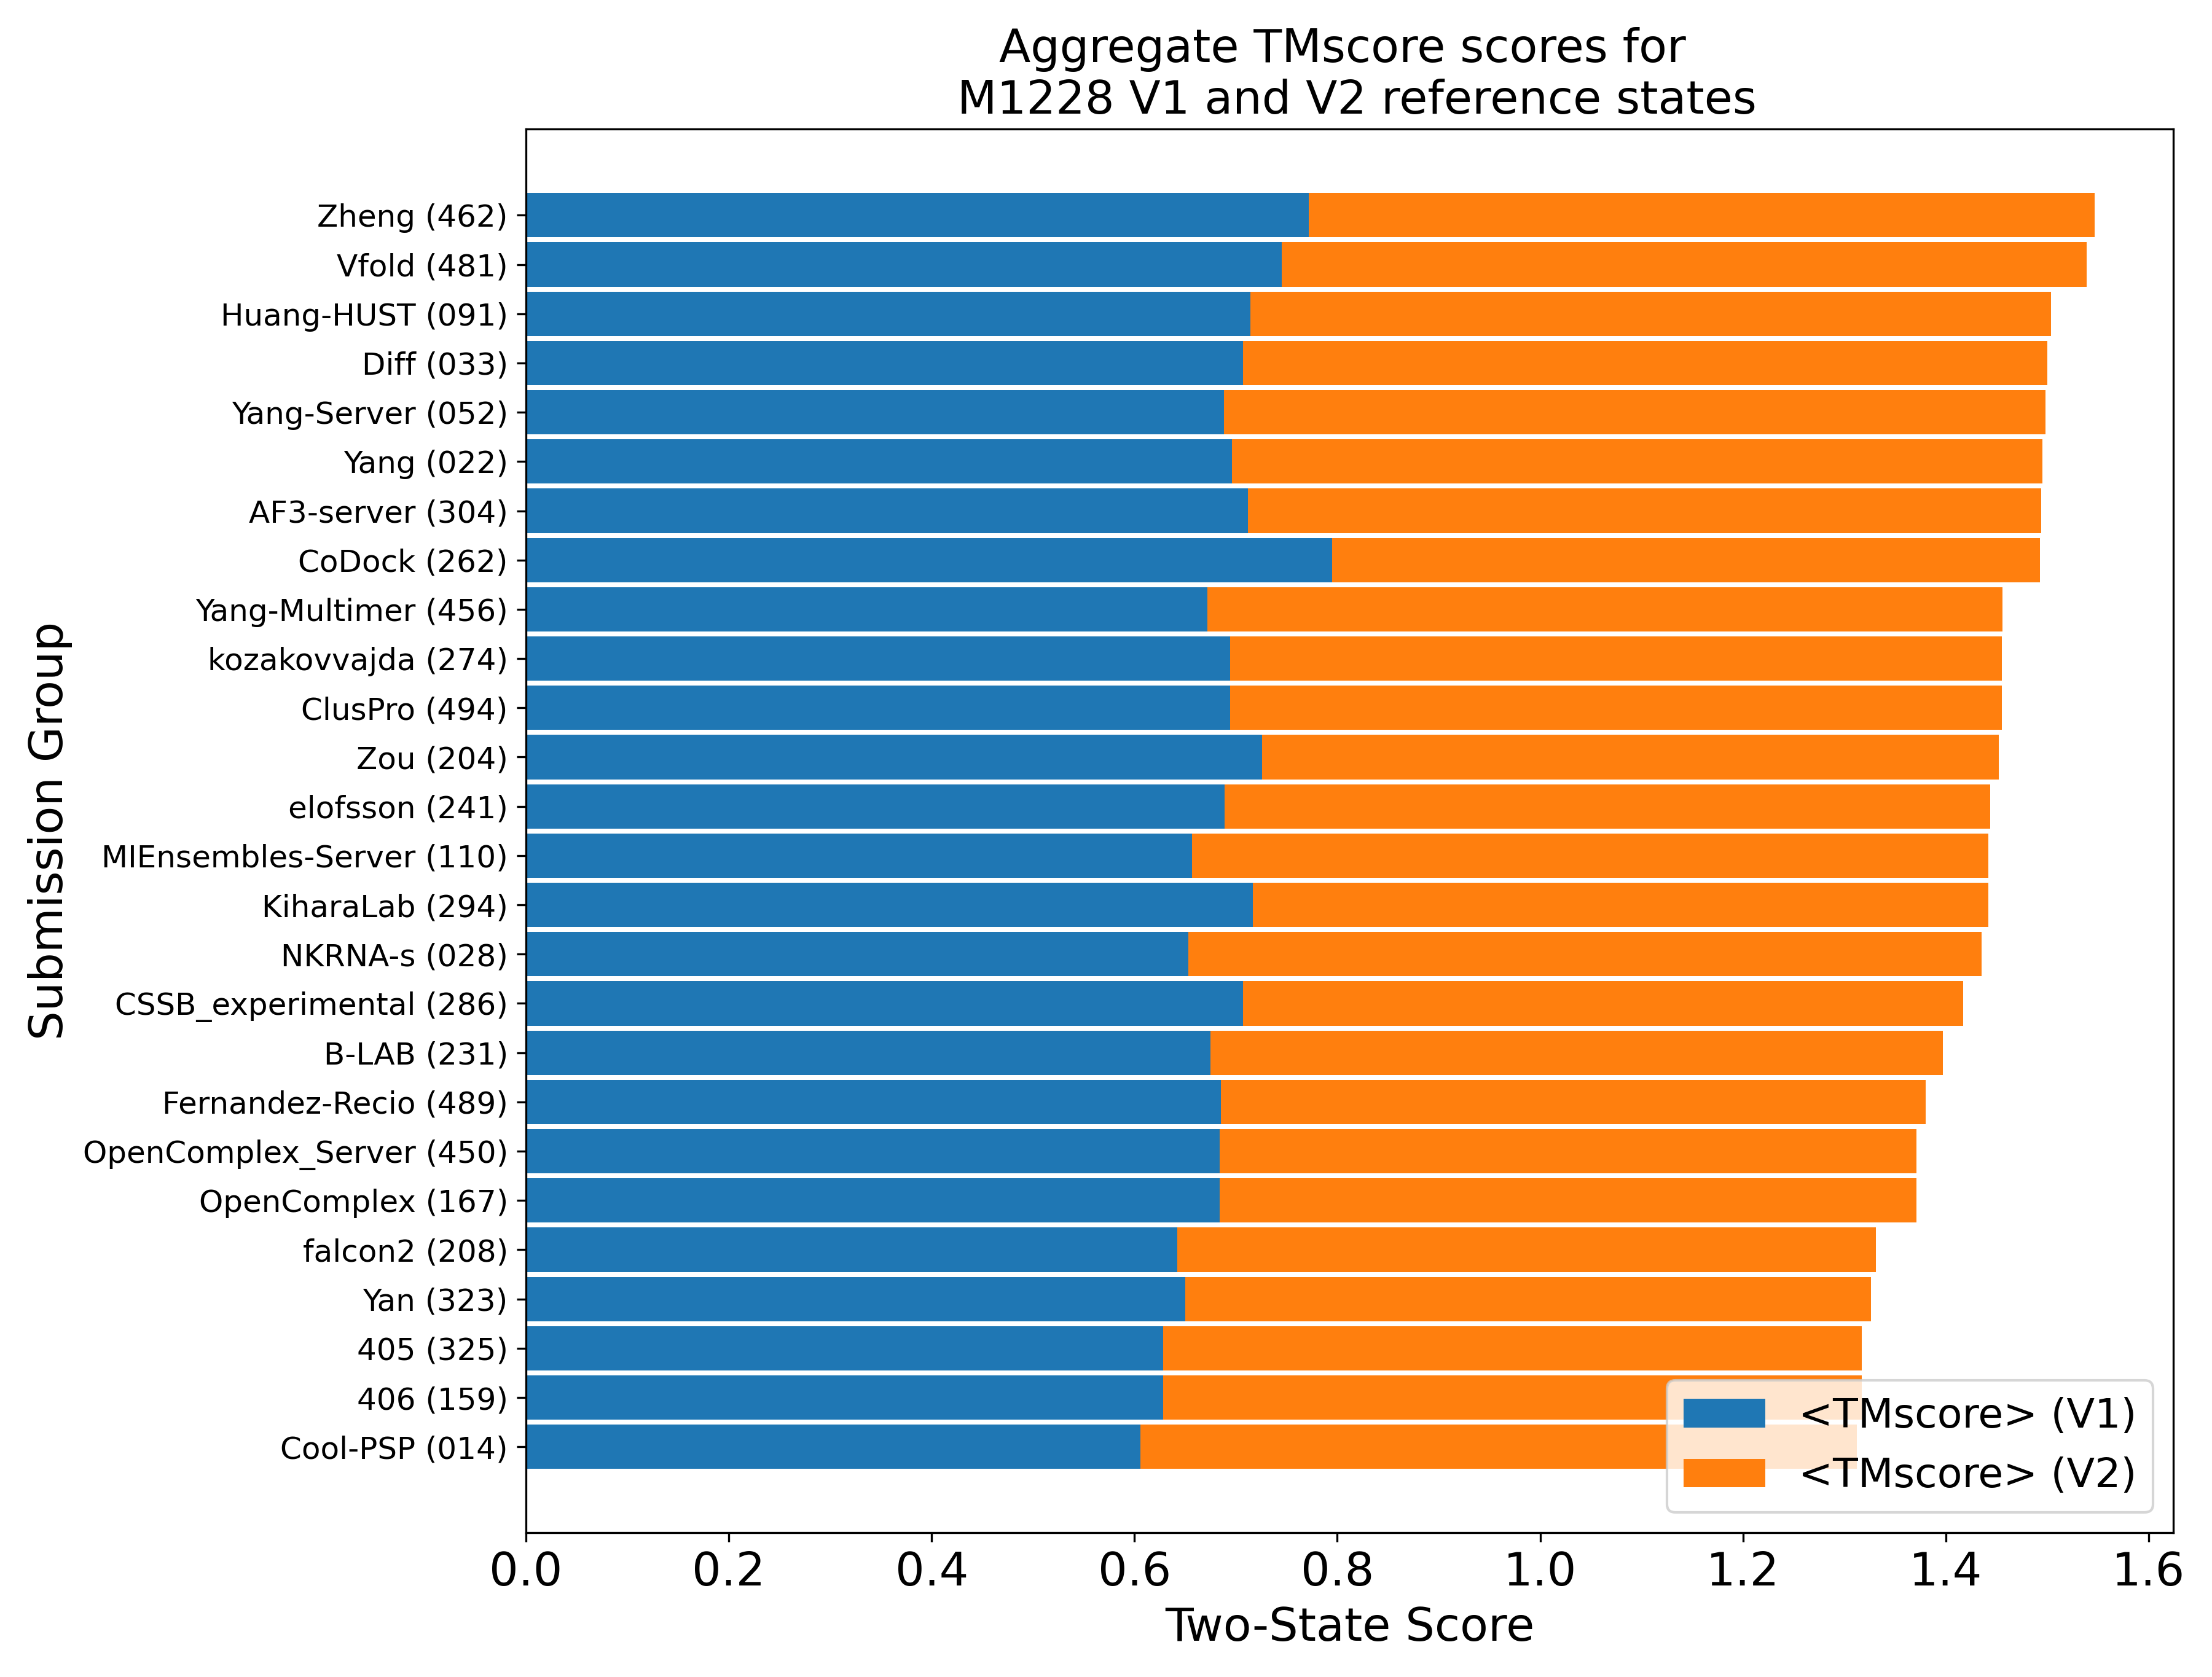 Aggregate TMscore scores for
M1228 V1 and V2 reference states
Submission Group
Zheng (462)
Vfold (481)
Huang-HUST (091)
Diff (033)
Yang-Server (052)
Yang (022)
AF3-server (304)
CoDock (262)
Yang-Multimer (456)
kozakovvajda (274)
ClusPro (494)
Zou (204)
elofsson (241)
MIEnsembles-Server (110)
KiharaLab (294)
NKRNA-s (028)
CSSB_experimental (286)
B-LAB (231)
Fernandez-Recio (489)
OpenComplex_Server (450)
OpenComplex (167)
falcon2 (208)
Yan (323)
405 (325)
406 (159)
Cool-PSP (014)
<TMscore> (V1)
<TMscore> (V2)
0.0 0.2 0.4 0.6 0.8 1.0 1.2 1.4 1.6
Two-State Score